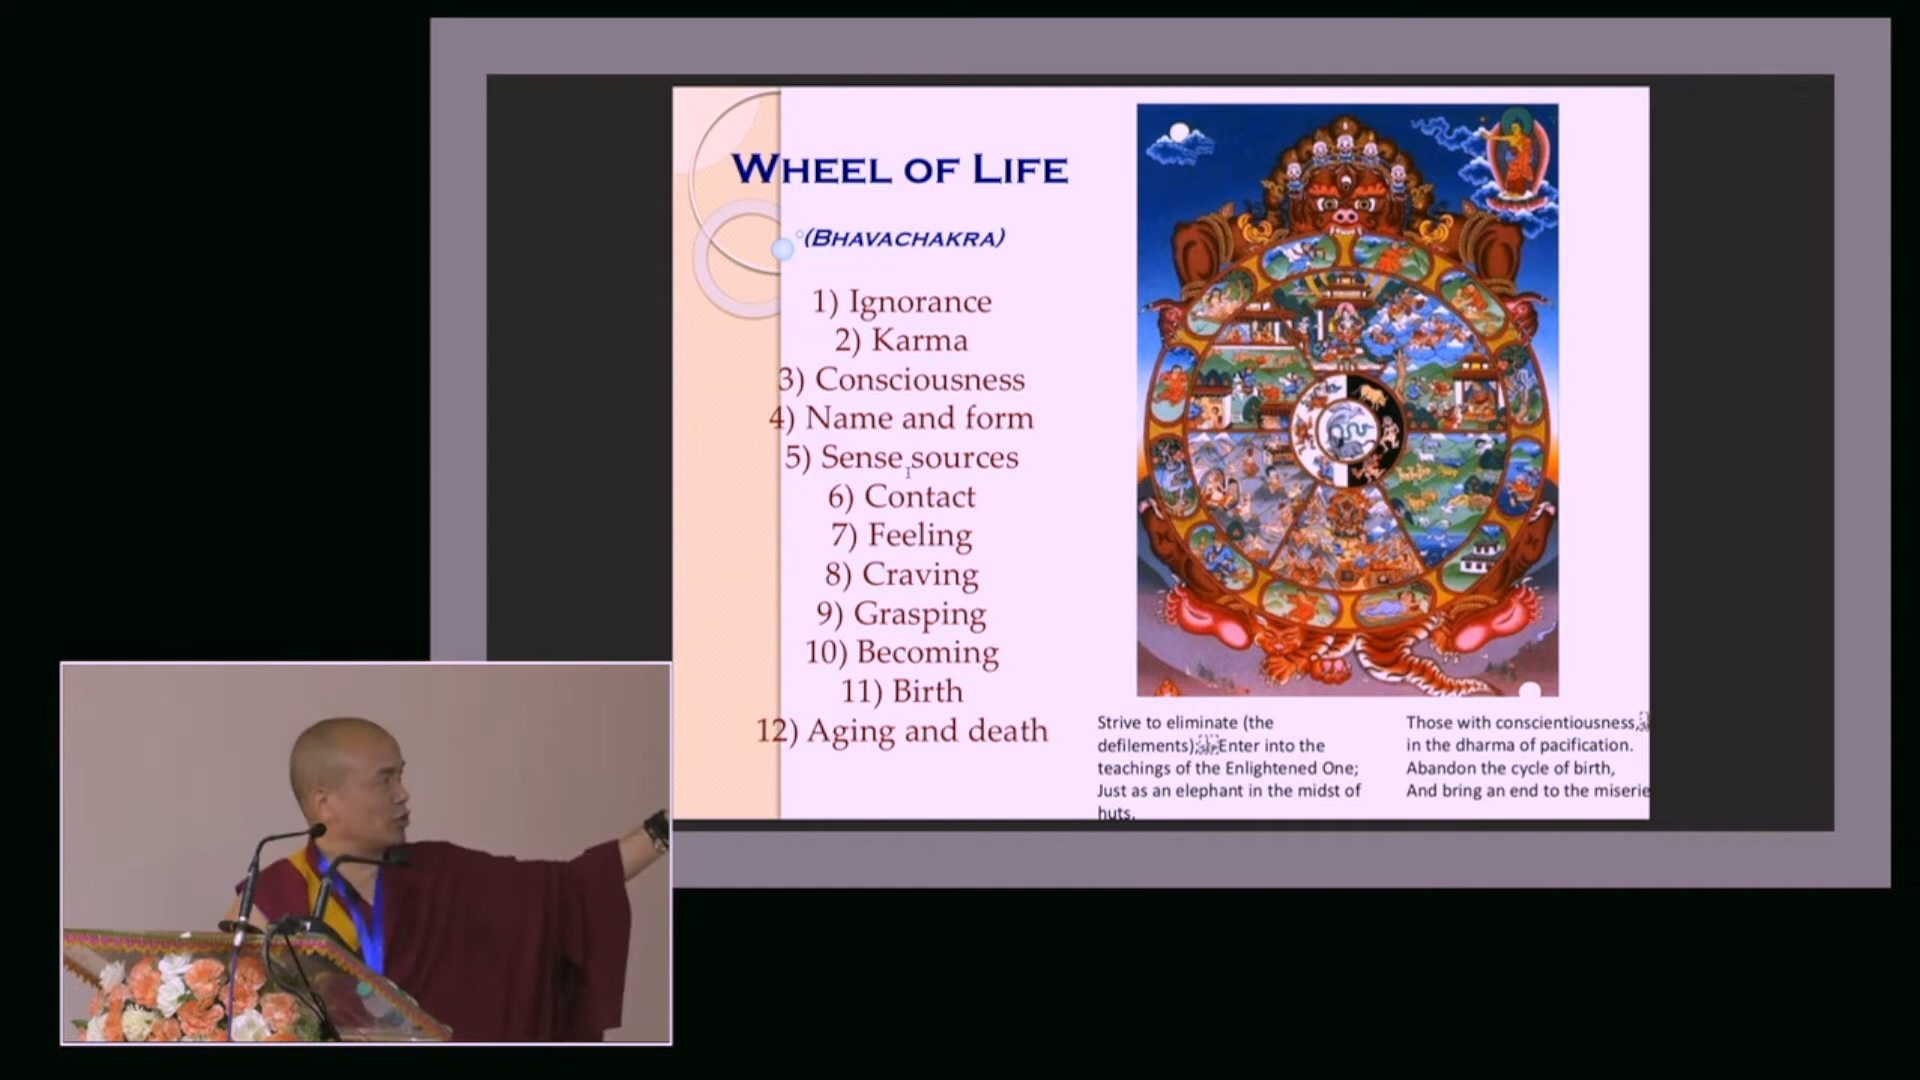 WHEEL OF LIFE
(BHAVACHAKRA)
1) Ignorance
2) Karma
3) Consciousness
4) Name and form
5) Sense sources
6) Contact
7) Feeling
8) Craving
9) Grasping
10) Becoming
11) Birth
12) Aging and death
Strive to eliminate (the
defilements) Enter into the
teachings of the Enlightened One;
Just as an elephant in the midst of
huts.
Those with conscientiousness,
in the dharma of pacification.
Abandon the cycle of birth,
And bring an end to the miserie